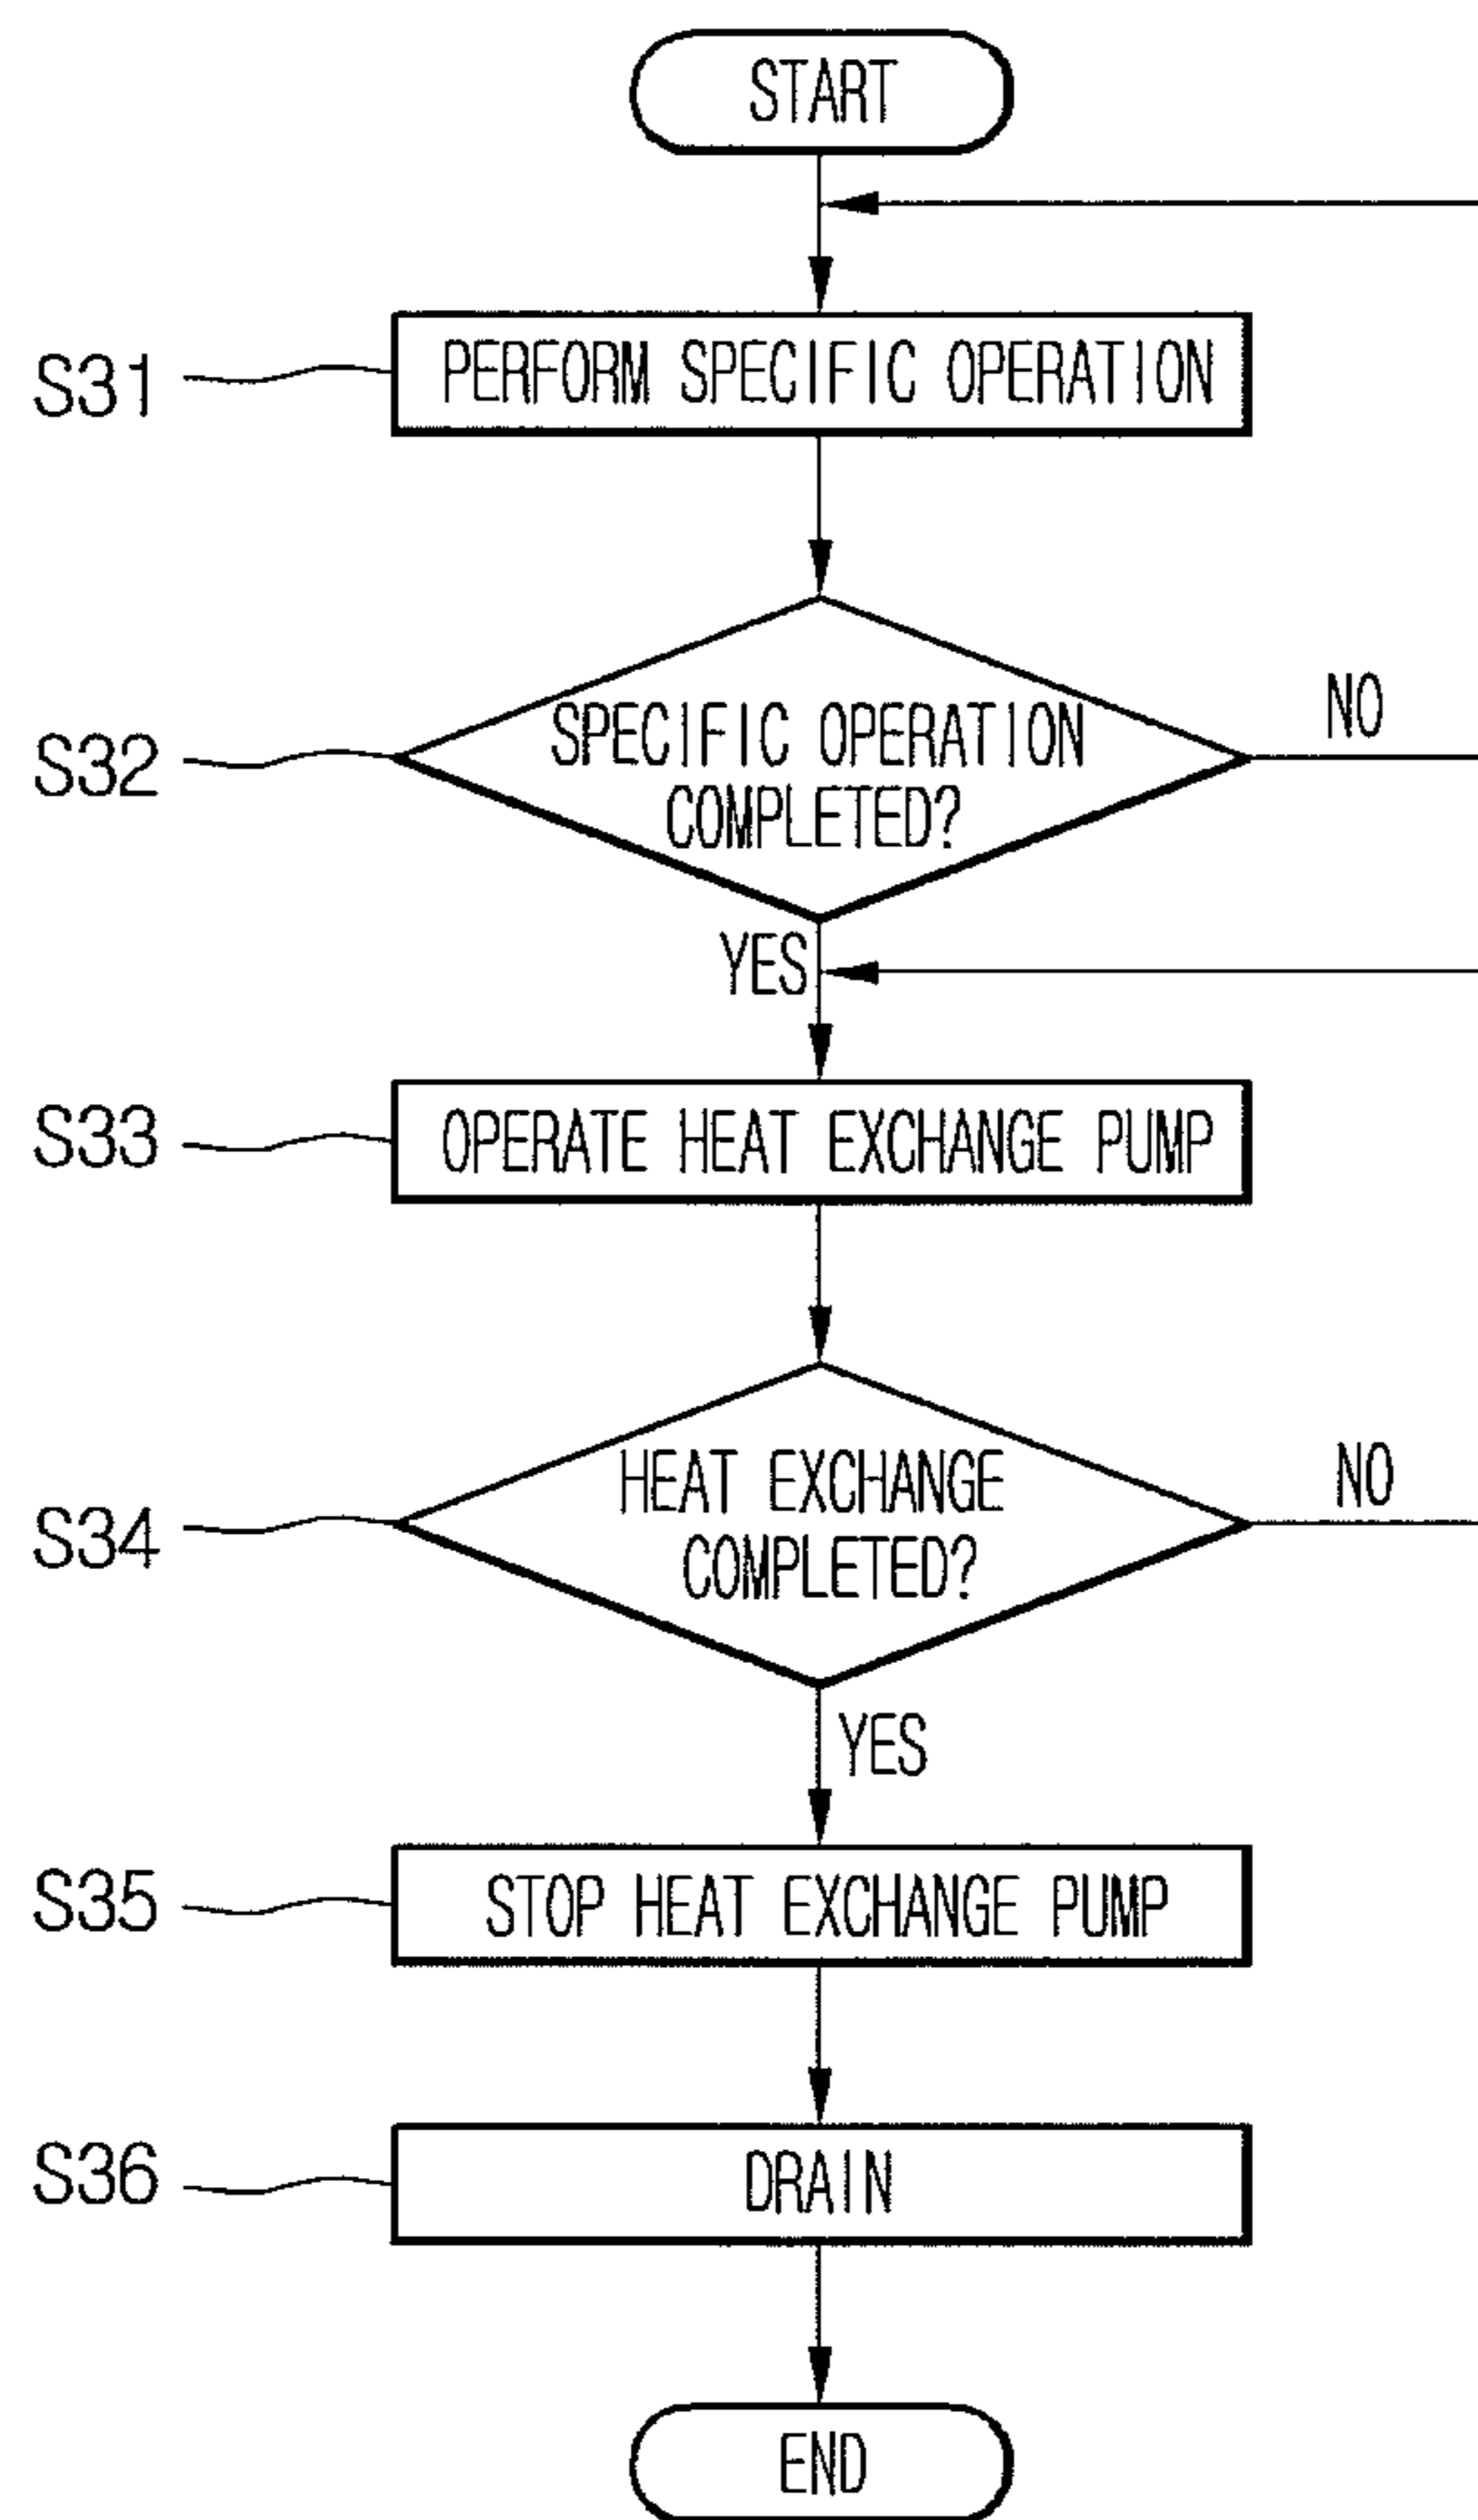 START
S31
PERFORM SPECIFIC OPERATION
S32
SPECIFIC OPERATION
COMPLETED?
NO
YES
S33
OPERATE HEAT EXCHANGE PUMP
S34
HEAT EXCHANGE
COMPLETED?
NO
YES
S35
STOP HEAT EXCHANGE PUMP
S36
DRAIN
END